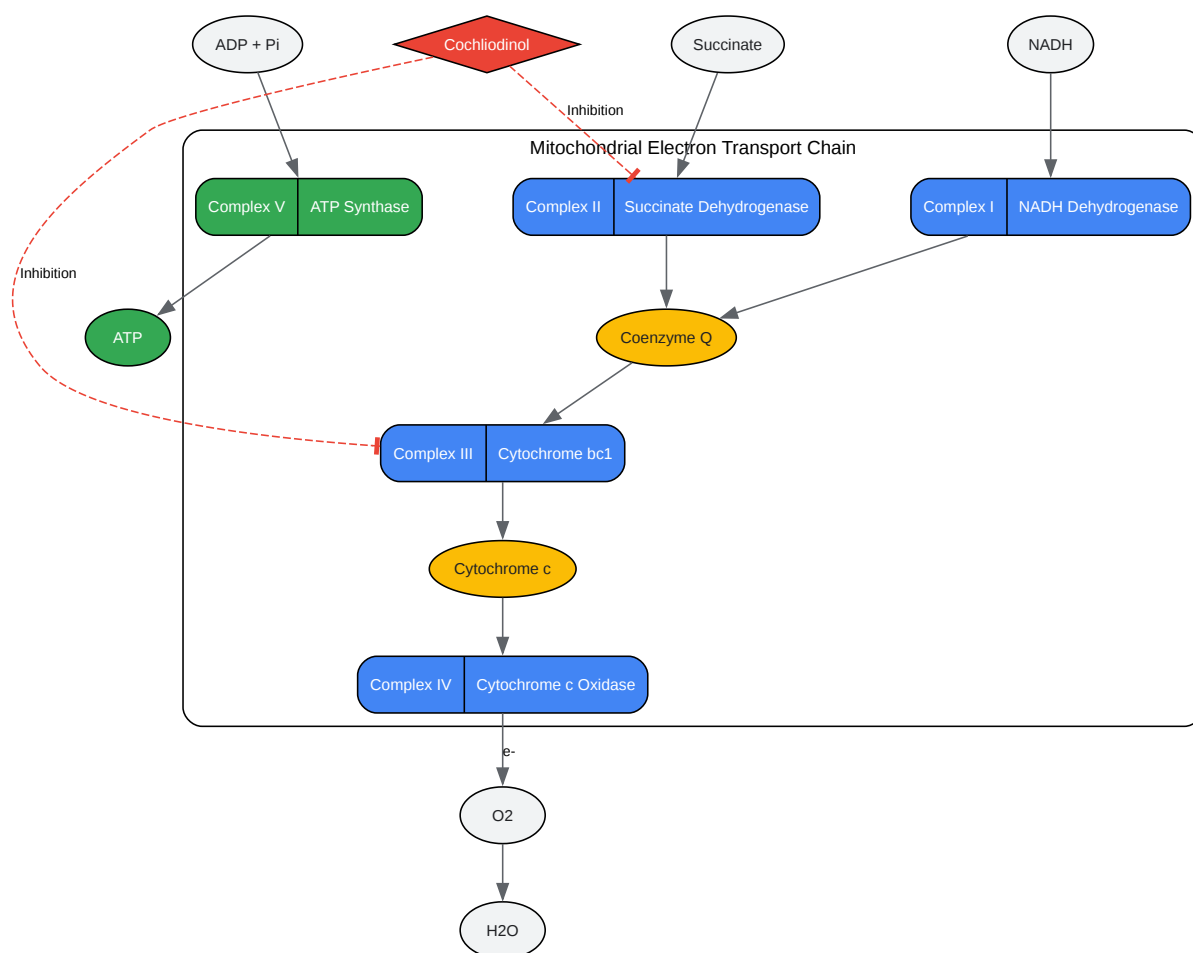 ADP + Pi
Cochliodinol
Succinate
NADH
Inhibition
Mitochondrial Electron Transport Chain
Complex V
ATP Synthase
Complex II
Succinate Dehydrogenase
Complex I
NADH Dehydrogenase
Inhibition
ATP
Coenzyme Q
Complex III
Cytochrome bc1
Cytochrome c
Complex IV
Cytochrome c Oxidase
e-
O2
H2O